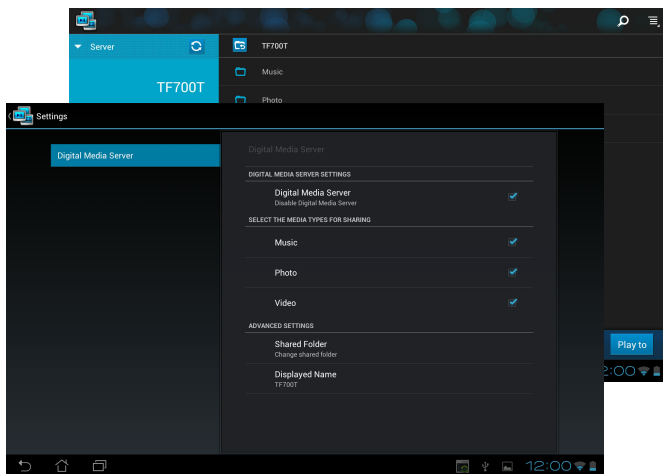 Server
TF700T
TF700T
Music
Photo
Settings
Digital Media Server
Digital Media Server
DIGITAL MEDIA SERVER SETTINGS
Digital Media Server
Disable Digital Media Server
SELECT THE MEDIA TYPES FOR SHARING
Music
Photo
Video
ADVANCED SETTINGS
Shared Folder
Change shared folder
Displayed Name
TF700T
Play to
2:00
12:00